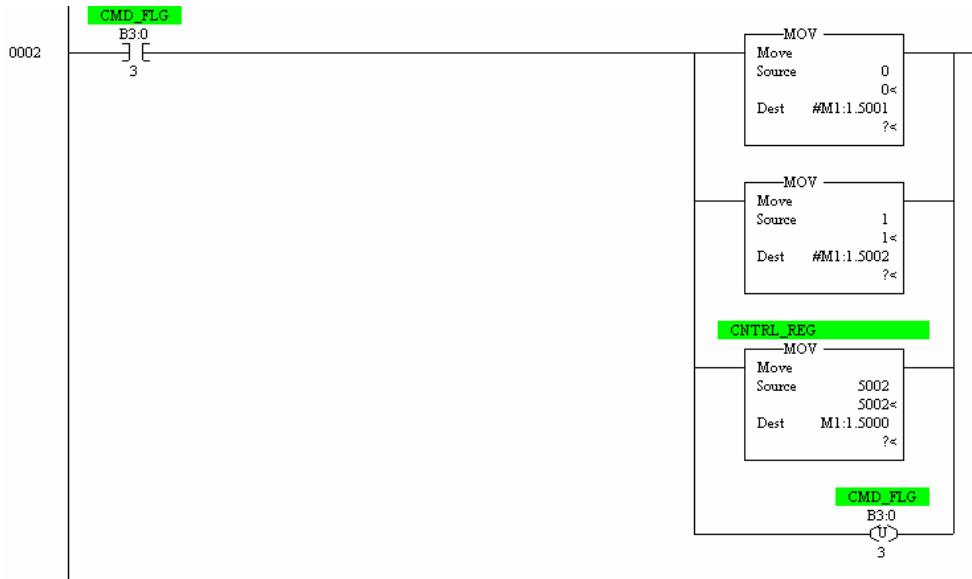 CMD_FLG
B3:0
0002
3
MOV
Move
Source 0
0<
Dest #M1:1.5001
?<
MOV
Move
Source 1
1<
Dest #M1:1.5002
?<
CNTRL_REG
MOV
Move
Source 5002
5002<
Dest M1:1.5000
?<
CMD_FLG
B3:0
U
3